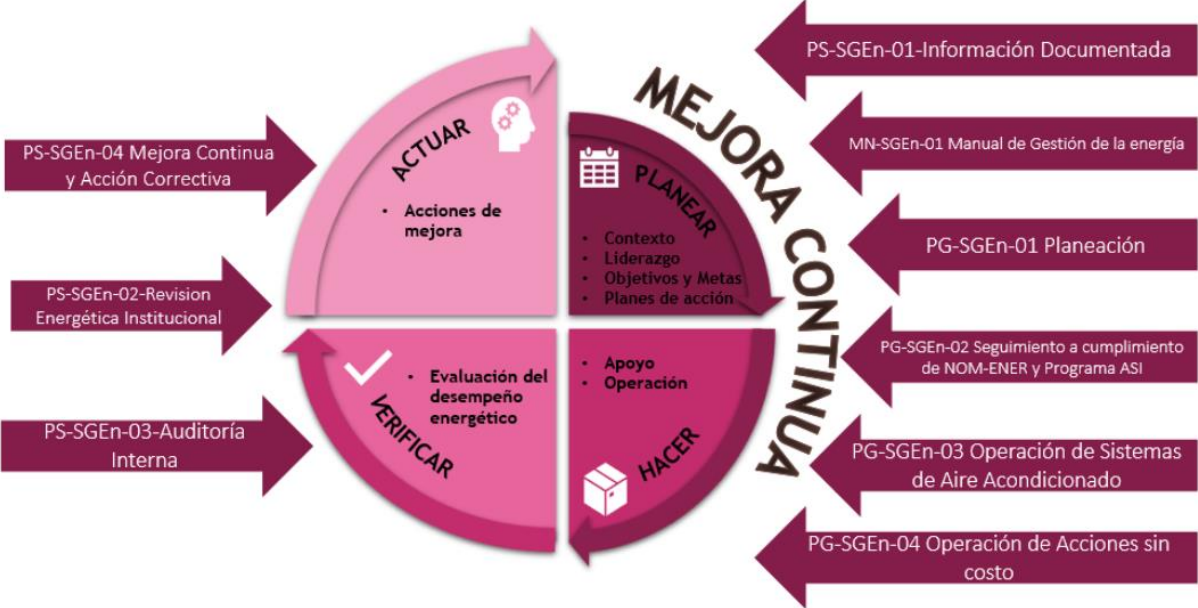 PS-SGEn-04 Mejora Continua
y Acción Correctiva
PS-SGEn-02-Revision
Energética Institucional
PS-SGEn-03-Auditoría
Interna
ACTUAR
• Acciones de
mejora
PLANEAR
• Contexto
• Liderazgo
• Objetivos y Metas
• Planes de acción
VERIFICAR
• Evaluación del
desempeño
energético
HACER
• Apoyo
• Operación
MEJORA CONTINUA
PS-SGEn-01-Información Documentada
MN-SGEn-01 Manual de Gestión de la energía
PG-SGEn-01 Planeación
PG-SGEn-02 Seguimiento a cumplimiento
de NOM-ENER y Programa ASI
PG-SGEn-03 Operación de Sistemas
de Aire Acondicionado
PG-SGEn-04 Operación de Acciones sin
costo